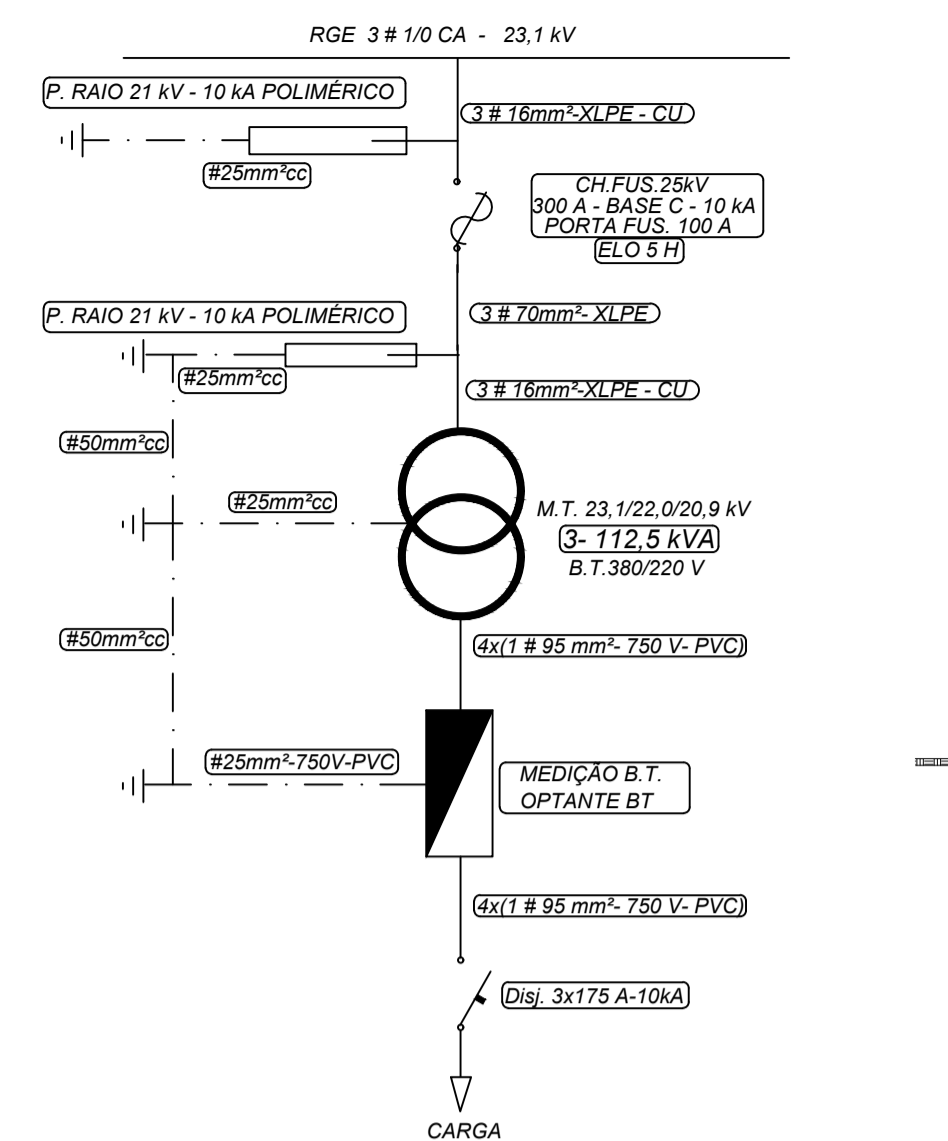 RGE 3 # 1/0 CA - 23,1 kV
P. RAIO 21 kV - 10 kA POLIMÉRICO
3 # 16mm²-XLPE - CU
#25mm²cc
CH.FUS.25kV
300 A - BASE C - 10 kA
PORTA FUS. 100 A
ELO 5 H
P. RAIO 21 kV - 10 kA POLIMÉRICO
3 # 70mm²- XLPE
#25mm²cc
3 # 16mm²-XLPE - CU
#50mm²cc
#25mm²cc
M.T. 23,1/22,0/20,9 kV
3- 112,5 kVA
B.T.380/220 V
#50mm²cc
4x(1 # 95 mm²- 750 V- PVC)
#25mm²-750V-PVC
MEDIÇÃO B.T.
OPTANTE BT
4x(1 # 95 mm²- 750 V- PVC)
Disj. 3x175 A-10kA
CARGA